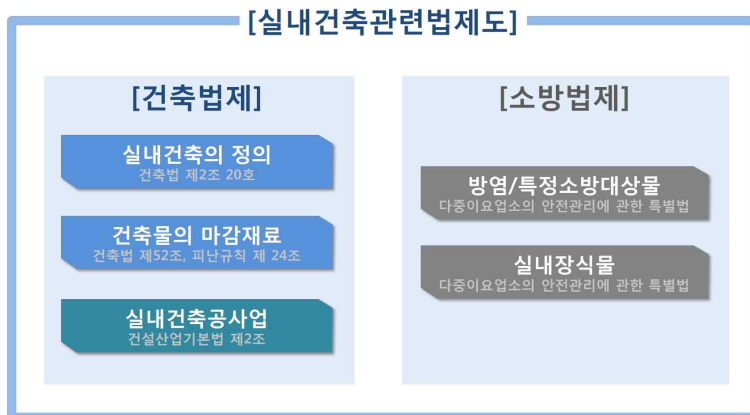 [실내건축관련법제도]
[건축법제]
실내건축의 정의
건축법 제2조 20호
건축물의 마감재료
건축법 제52조, 피난규칙 제 24조
실내건축공사업
건설산업기본법 제2조
[소방법제]
방염/특정소방대상물
다중이요업소의 안전관리에 관한 특별법
실내장식물
다중이요업소의 안전관리에 관한 특별법